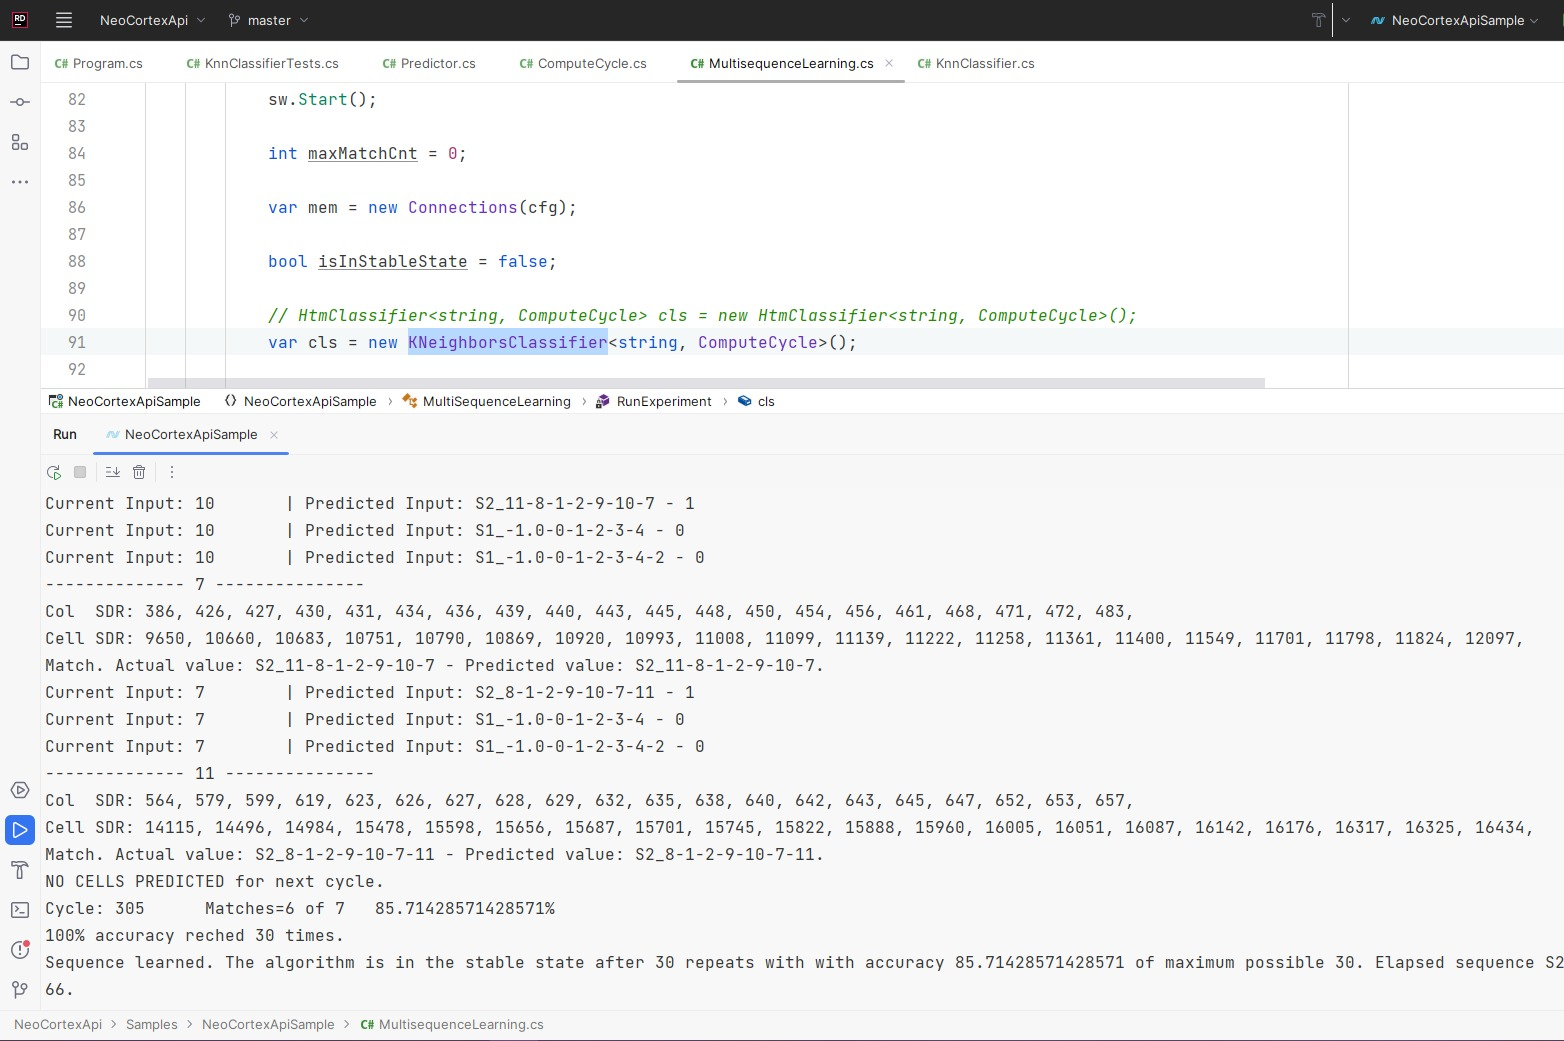 RD NeoCortexApi master NeoCortexApiSample
C# Program.cs C# KnnClassifierTests.cs C# Predictor.cs C# ComputeCycle.cs C# MultisequenceLearning.cs × C# KnnClassifier.cs
82 sw.Start();
83
84 int maxMatchCnt = 0;
85
86 var mem = new Connections(cfg);
87
88 bool isInStableState = false;
89
90 // HtmClassifier<string, ComputeCycle> cls = new HtmClassifier<string, ComputeCycle>();
91 var cls = new KNeighborsClassifier<string, ComputeCycle>();
92
NeoCortexApiSample {} NeoCortexApiSample > MultiSequenceLearning > RunExperiment > cls
Run NeoCortexApiSample ×
Current Input: 10 | Predicted Input: S2_11-8-1-2-9-10-7 - 1
Current Input: 10 | Predicted Input: S1_-1.0-0-1-2-3-4 - 0
Current Input: 10 | Predicted Input: S1_-1.0-0-1-2-3-4-2 - 0
-------------- 7 ---------------
Col  SDR: 386, 426, 427, 430, 431, 434, 436, 439, 440, 443, 445, 448, 450, 454, 456, 461, 468, 471, 472, 483,
Cell SDR: 9650, 10660, 10683, 10751, 10790, 10869, 10920, 10993, 11008, 11099, 11139, 11222, 11258, 11361, 11400, 11549, 11701, 11798, 11824, 12097,
Match. Actual value: S2_11-8-1-2-9-10-7 - Predicted value: S2_11-8-1-2-9-10-7.
Current Input: 7 | Predicted Input: S2_8-1-2-9-10-7-11 - 1
Current Input: 7 | Predicted Input: S1_-1.0-0-1-2-3-4 - 0
Current Input: 7 | Predicted Input: S1_-1.0-0-1-2-3-4-2 - 0
-------------- 11 ---------------
Col  SDR: 564, 579, 599, 619, 623, 626, 627, 628, 629, 632, 635, 638, 640, 642, 643, 645, 647, 652, 653, 657,
Cell SDR: 14115, 14496, 14984, 15478, 15598, 15656, 15687, 15701, 15745, 15822, 15888, 15960, 16005, 16051, 16087, 16142, 16176, 16317, 16325, 16434,
Match. Actual value: S2_8-1-2-9-10-7-11 - Predicted value: S2_8-1-2-9-10-7-11.
NO CELLS PREDICTED for next cycle.
Cycle: 305 Matches=6 of 7 85.71428571428571%
100% accuracy reched 30 times.
Sequence learned. The algorithm is in the stable state after 30 repeats with with accuracy 85.71428571428571 of maximum possible 30. Elapsed sequence S2
66.
NeoCortexApi > Samples > NeoCortexApiSample > C# MultisequenceLearning.cs